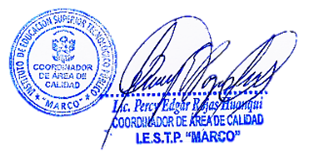 INSTITUTO DE EDUCACIÓN SUPERIOR TECNOLÓGICO PÚBLICO
COORDINADOR
DE ÁREA DE
CALIDAD
"MARCO"
Lic. Percy Edgar Rojas Huanqui
COORDINADOR DE ÁREA DE CALIDAD
I.E.S.T.P. "MARCO"